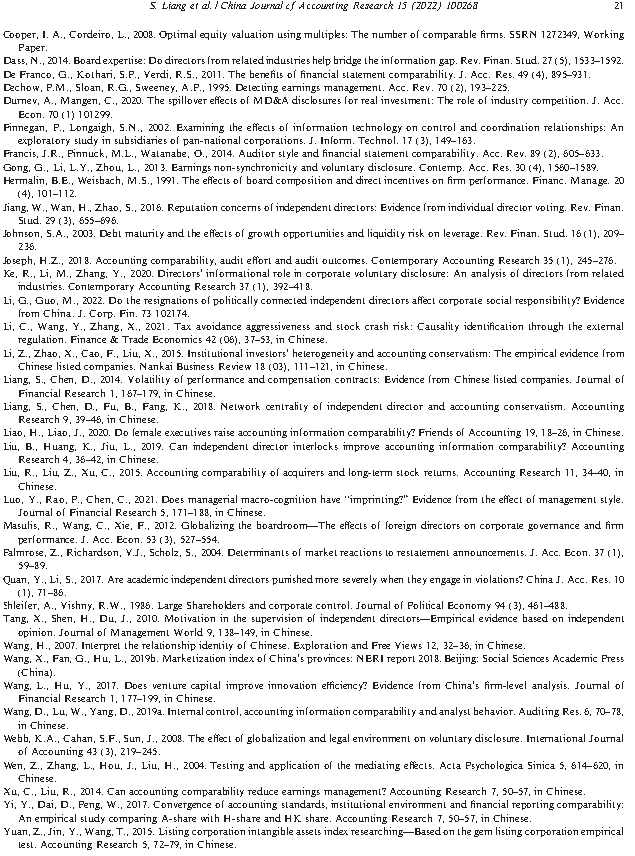 S. Liang et al. / China Journal of Accounting Research 15 (2022) 100268 21
Cooper, I. A., Cordeiro, L., 2008. Optimal equity valuation using multiples: The number of comparable firms. SSRN 1272349, Working
Paper.
Dass, N., 2014. Board expertise: Do directors from related industries help bridge the information gap. Rev. Finan. Stud. 27 (5), 1533–1592.
De Franco, G., Kothari, S.P., Verdi, R.S., 2011. The benefits of financial statement comparability. J. Acc. Res. 49 (4), 895–931.
Dechow, P.M., Sloan, R.G., Sweeney, A.P., 1995. Detecting earnings management. Acc. Rev. 70 (2), 193–225.
Durnev, A., Mangen, C., 2020. The spillover effects of MD&A disclosures for real investment: The role of industry competition. J. Acc.
Econ. 70 (1) 101299.
Finnegan, P., Longaigh, S.N., 2002. Examining the effects of information technology on control and coordination relationships: An
exploratory study in subsidiaries of pan-national corporations. J. Inform. Technol. 17 (3), 149–163.
Francis, J.R., Pinnuck, M.L., Watanabe, O., 2014. Auditor style and financial statement comparability. Acc. Rev. 89 (2), 605–633.
Gong, G., Li, L.Y., Zhou, L., 2013. Earnings non-synchronicity and voluntary disclosure. Contemp. Acc. Res. 30 (4), 1560–1589.
Hermalin, B.E., Weisbach, M.S., 1991. The effects of board composition and direct incentives on firm performance. Financ. Manage. 20
(4), 101–112.
Jiang, W., Wan, H., Zhao, S., 2016. Reputation concerns of independent directors: Evidence from individual director voting. Rev. Finan.
Stud. 29 (3), 655–696.
Johnson, S.A., 2003. Debt maturity and the effects of growth opportunities and liquidity risk on leverage. Rev. Finan. Stud. 16 (1), 209–
236.
Joseph, H.Z., 2018. Accounting comparability, audit effort and audit outcomes. Contemporary Accounting Research 35 (1), 245–276.
Ke, R., Li, M., Zhang, Y., 2020. Directors' informational role in corporate voluntary disclosure: An analysis of directors from related
industries. Contemporary Accounting Research 37 (1), 392–418.
Li, G., Guo, M., 2022. Do the resignations of politically connected independent directors affect corporate social responsibility? Evidence
from China. J. Corp. Fin. 73 102174.
Li, C., Wang, Y., Zhang, X., 2021. Tax avoidance aggressiveness and stock crash risk: Causality identification through the external
regulation. Finance & Trade Economics 42 (06), 37–53, in Chinese.
Li, Z., Zhao, X., Cao, F., Liu, X., 2015. Institutional investors' heterogeneity and accounting conservatism: The empirical evidence from
Chinese listed companies. Nankai Business Review 18 (03), 111–121, in Chinese.
Liang, S., Chen, D., 2014. Volatility of performance and compensation contracts: Evidence from Chinese listed companies. Journal of
Financial Research 1, 167–179, in Chinese.
Liang, S., Chen, D., Fu, B., Fang, K., 2018. Network centrality of independent director and accounting conservatism. Accounting
Research 9, 39–46, in Chinese.
Liao, H., Liao, J., 2020. Do female executives raise accounting information comparability? Friends of Accounting 19, 18–26, in Chinese.
Liu, B., Huang, K., Jiu, L., 2019. Can independent director interlocks improve accounting information comparability? Accounting
Research 4, 36–42, in Chinese.
Liu, R., Liu, Z., Xu, C., 2015. Accounting comparability of acquirers and long-term stock returns. Accounting Research 11, 34–40, in
Chinese.
Luo, Y., Rao, P., Chen, C., 2021. Does managerial macro-cognition have “imprinting?” Evidence from the effect of management style.
Journal of Financial Research 5, 171–188, in Chinese.
Masulis, R., Wang, C., Xie, F., 2012. Globalizing the boardroom—The effects of foreign directors on corporate governance and firm
performance. J. Acc. Econ. 53 (3), 527–554.
Palmrose, Z., Richardson, V.J., Scholz, S., 2004. Determinants of market reactions to restatement announcements. J. Acc. Econ. 37 (1),
59–89.
Quan, Y., Li, S., 2017. Are academic independent directors punished more severely when they engage in violations? China J. Acc. Res. 10
(1), 71–86.
Shleifer, A., Vishny, R.W., 1986. Large Shareholders and corporate control. Journal of Political Economy 94 (3), 461–488.
Tang, X., Shen, H., Du, J., 2010. Motivation in the supervision of independent directors—Empirical evidence based on independent
opinion. Journal of Management World 9, 138–149, in Chinese.
Wang, H., 2007. Interpret the relationship identity of Chinese. Exploration and Free Views 12, 32–36, in Chinese.
Wang, X., Fan, G., Hu, L., 2019b. Marketization index of China's provinces: NERI report 2018. Beijing: Social Sciences Academic Press
(China).
Wang, L., Hu, Y., 2017. Does venture capital improve innovation efficiency? Evidence from China's firm-level analysis. Journal of
Financial Research 1, 177–199, in Chinese.
Wang, D., Lu, W., Yang, D., 2019a. Internal control, accounting information comparability and analyst behavior. Auditing Res. 6, 70–78,
in Chinese.
Webb, K.A., Cahan, S.F., Sun, J., 2008. The effect of globalization and legal environment on voluntary disclosure. International Journal
of Accounting 43 (3), 219–245.
Wen, Z., Zhang, L., Hou, J., Liu, H., 2004. Testing and application of the mediating effects. Acta Psychologica Sinica 5, 614–620, in
Chinese.
Xu, C., Liu, R., 2014. Can accounting comparability reduce earnings management? Accounting Research 7, 50–57, in Chinese.
Yi, Y., Dai, D., Peng, W., 2017. Convergence of accounting standards, institutional environment and financial reporting comparability:
An empirical study comparing A-share with H-share and HK share. Accounting Research 7, 50–57, in Chinese.
Yuan, Z., Jin, Y., Wang, T., 2015. Listing corporation intangible assets index researching—Based on the gem listing corporation empirical
test. Accounting Research 5, 72–79, in Chinese.